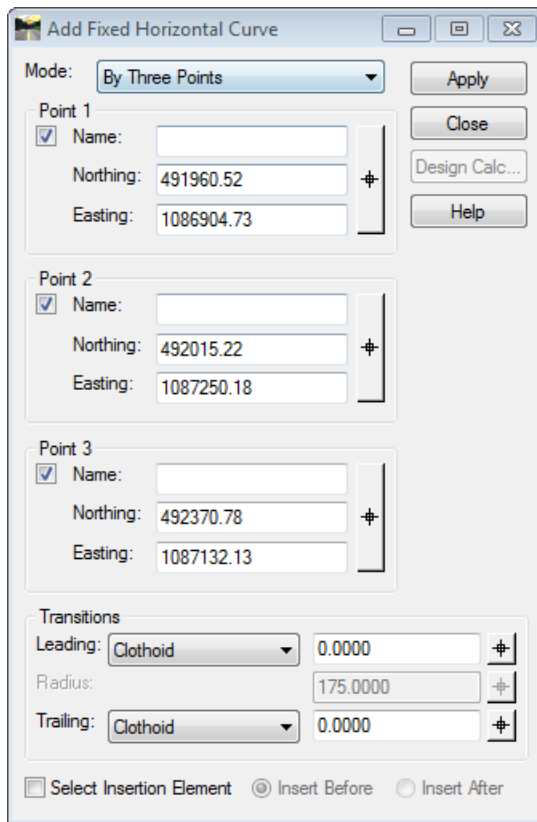 Add Fixed Horizontal Curve
Mode: By Three Points
Apply
Close
Design Calc...
Help
Point 1
Name:
Northing: 491960.52
Easting: 1086904.73
Point 2
Name:
Northing: 492015.22
Easting: 1087250.18
Point 3
Name:
Northing: 492370.78
Easting: 1087132.13
Transitions
Leading: Clothoid 0.0000
Radius: 175.0000
Trailing: Clothoid 0.0000
Select Insertion Element Insert Before Insert After